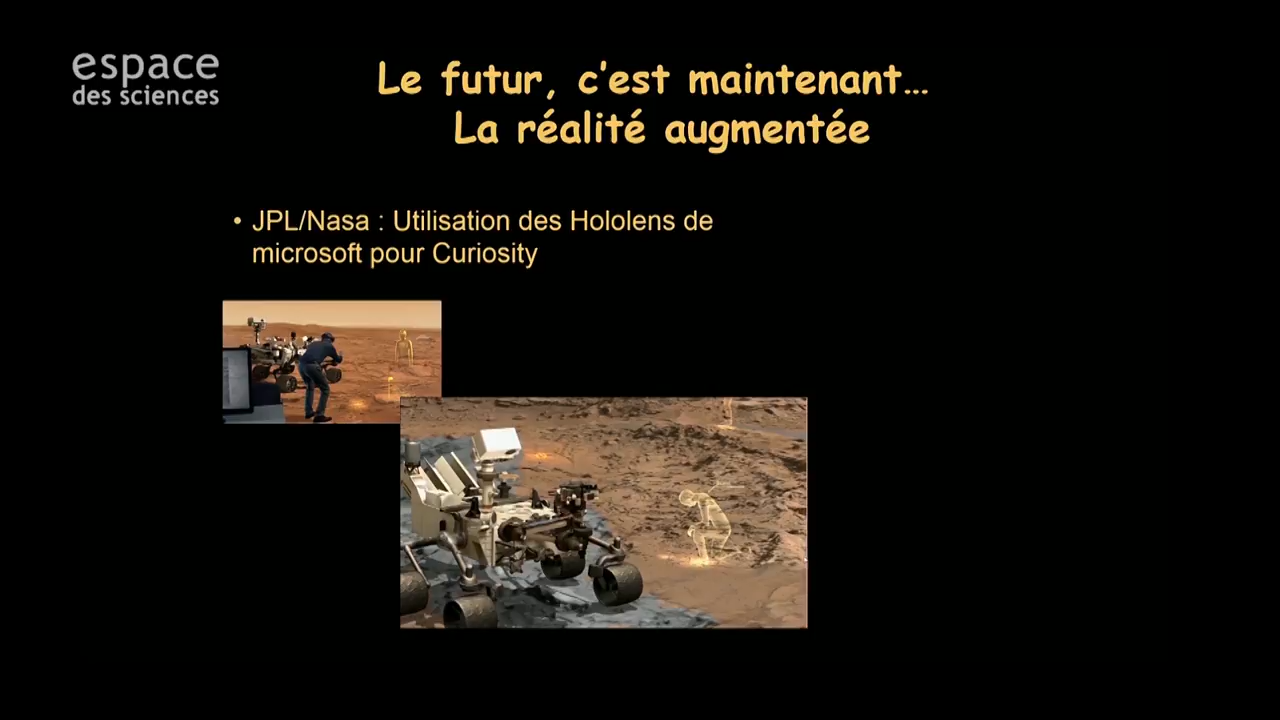 espace
des sciences
Le futur, c'est maintenant...
La réalité augmentée
• JPL/Nasa : Utilisation des Hololens de
microsoft pour Curiosity